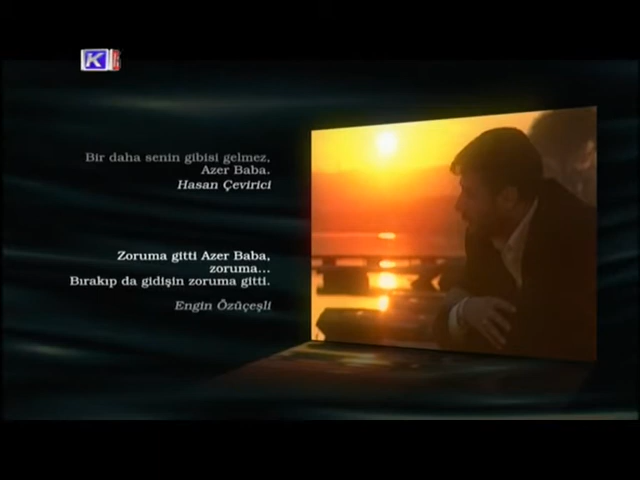 K
Bir daha senin gibisi gelmez,
Azer Baba.
Hasan Çevirici
Zoruma gitti Azer Baba,
zoruma...
Bırakıp da gidişin zoruma gitti.
Engin Özüçeşli